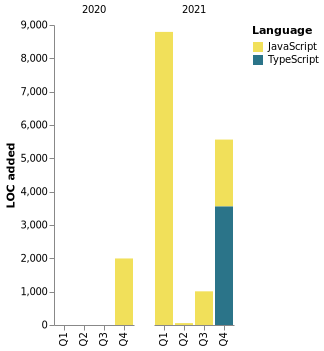 2020
2021
Language
JavaScript
TypeScript
LOC added
9,000
8,000
7,000
6,000
5,000
4,000
3,000
2,000
1,000
0
Q1 Q2 Q3 Q4
Q1 Q2 Q3 Q4